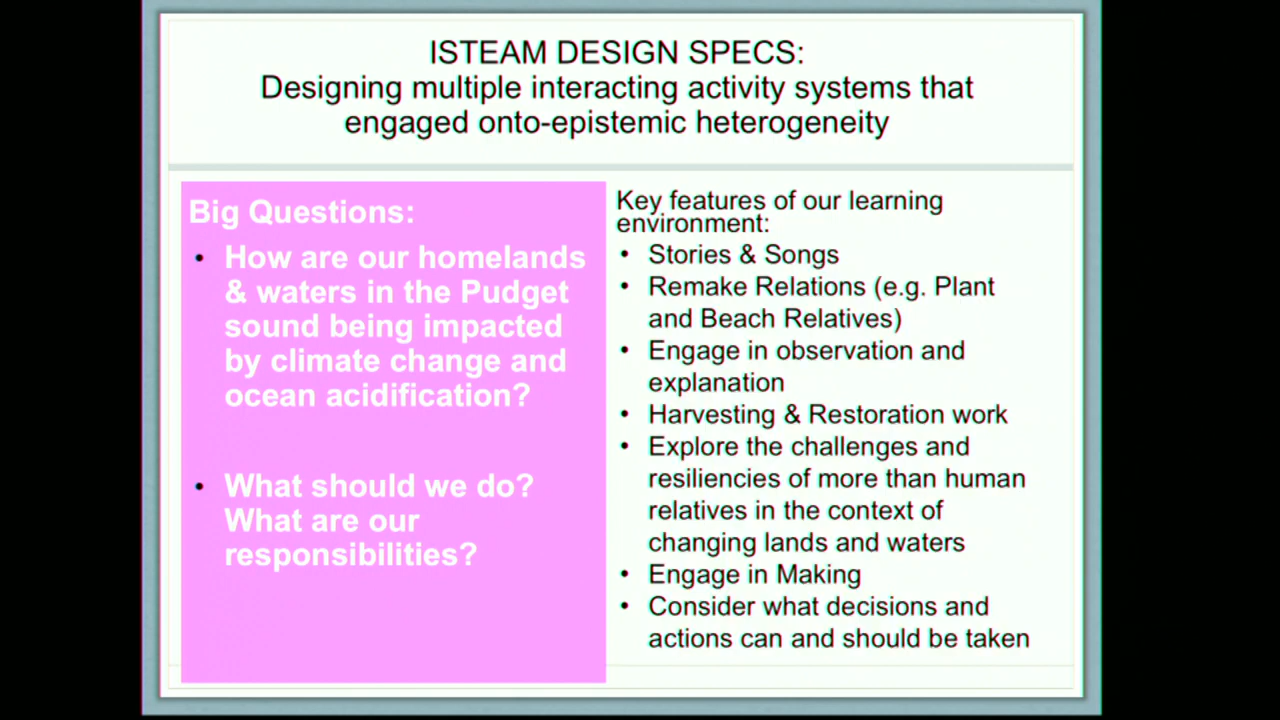 ISTEAM DESIGN SPECS:
Designing multiple interacting activity systems that
engaged onto-epistemic heterogeneity
Big Questions:
• How are our homelands
& waters in the Pudget
sound being impacted
by climate change and
ocean acidification?
• What should we do?
What are our
responsibilities?
Key features of our learning
environment:
• Stories & Songs
• Remake Relations (e.g. Plant
and Beach Relatives)
• Engage in observation and
explanation
• Harvesting & Restoration work
• Explore the challenges and
resiliencies of more than human
relatives in the context of
changing lands and waters
• Engage in Making
• Consider what decisions and
actions can and should be taken